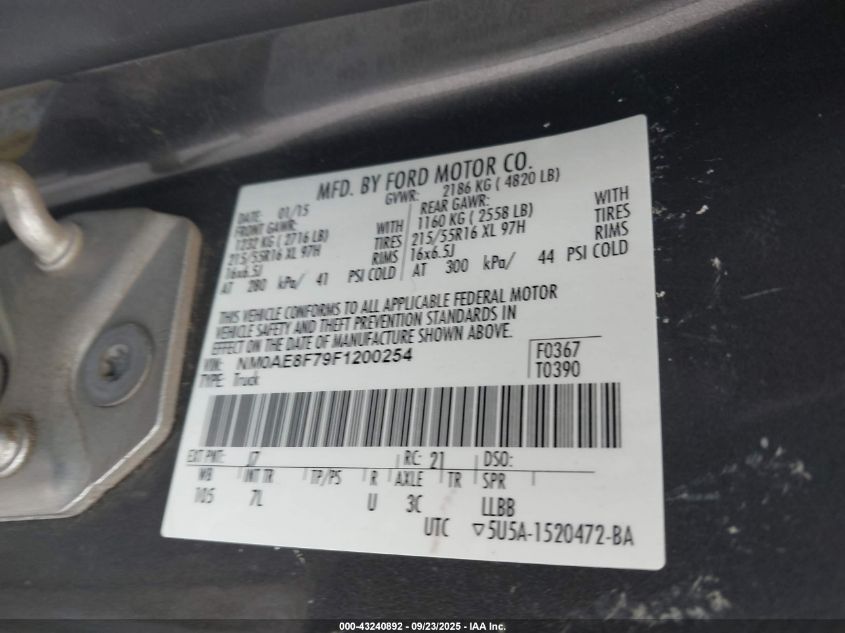 MFD. BY FORD MOTOR CO.
DATE: 01/15 GVWR: 2186 KG ( 4820 LB)
FRONT GAWR: REAR GAWR:
1232 KG ( 2716 LB) WITH 1160 KG ( 2558 LB) WITH
215/55R16 XL 97H TIRES 215/55R16 XL 97H TIRES
16x6.5J RIMS 16x6.5J RIMS
AT 280 kPa/ 41 PSI COLD AT 300 kPa/ 44 PSI COLD
THIS VEHICLE CONFORMS TO ALL APPLICABLE FEDERAL MOTOR
VEHICLE SAFETY AND THEFT PREVENTION STANDARDS IN
EFFECT ON THE DATE OF MANUFACTURE SHOWN ABOVE.
VIN: NM0AE8F79F1200254 F0367
TYPE: Truck T0390
EXT PNT: J7 RC: 21 DSO:
WB INT TR TP/PS R AXLE TR SPR
105 7L U 3C LLBB
UTC ▽5U5A-1520472-BA
000-43240892 - 09/23/2025 - IAA Inc.